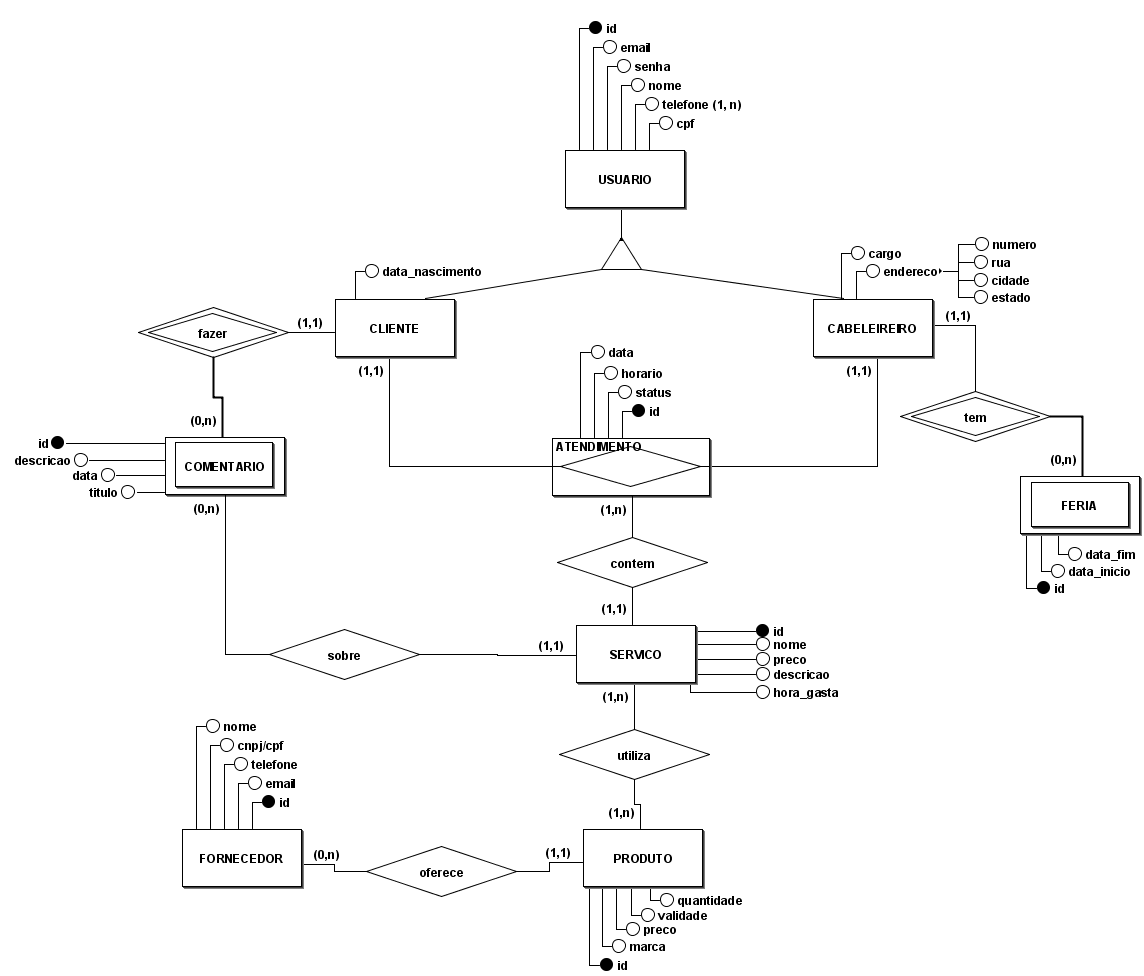 id
email
senha
nome
telefone (1, n)
cpf
USUARIO
data_nascimento
cargo
endereco
numero
rua
cidade
estado
fazer
(1,1)
CLIENTE
(1,1)
CABELEIREIRO
(1,1)
(1,1)
data
horario
status
id
tem
(0,n)
ATENDIMENTO
id
descricao
data
titulo
COMENTARIO
(0,n)
(0,n)
FERIA
data_fim
data_inicio
id
(1,n)
contem
(1,1)
sobre
(1,1)
SERVICO
id
nome
preco
descricao
hora_gasta
(1,n)
utiliza
(1,n)
nome
cnpj/cpf
telefone
email
id
FORNECEDOR
(0,n)
oferece
(1,1)
PRODUTO
quantidade
validade
preco
marca
id